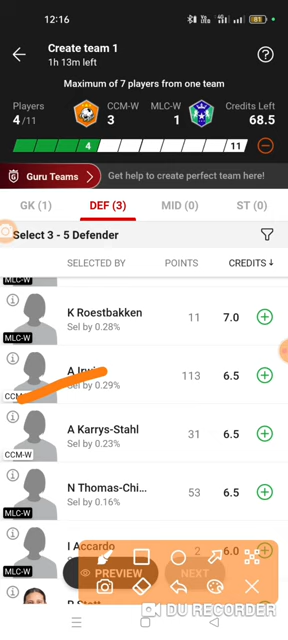 12:16
81
Create team 1
1h 13m left
Maximum of 7 players from one team
Players
CCM-W
MLC-W
Credits Left
4/11
3
1
68.5
4
11
Guru Teams
Get help to create perfect team here!
GK (1)
DEF (3)
MID (0)
ST (0)
Select 3 - 5 Defender
SELECTED BY
POINTS
CREDITS
MLC-W
K Roestbakken
Sel by 0.28%
11
7.0
MLC-W
A
Sel by 0.29%
113
6.5
CCM-W
A Karrys-Stahl
Sel by 0.23%
31
6.5
CCM-W
N Thomas-Chi...
Sel by 0.16%
53
6.5
MLC-W
I Accardo
2
6.0
PREVIEW
NEXT
MLC-W
DU RECORDER